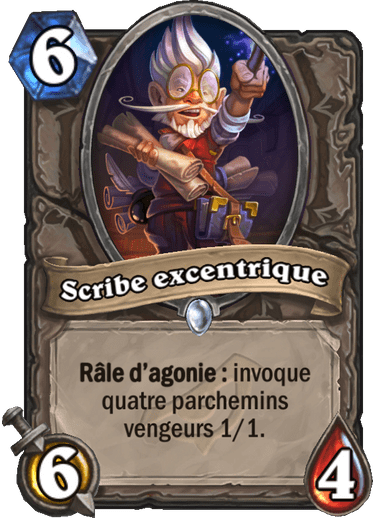 6
Scribe excentrique
Râle d'agonie : invoque
quatre parchemins
vengeurs 1/1.
6
4